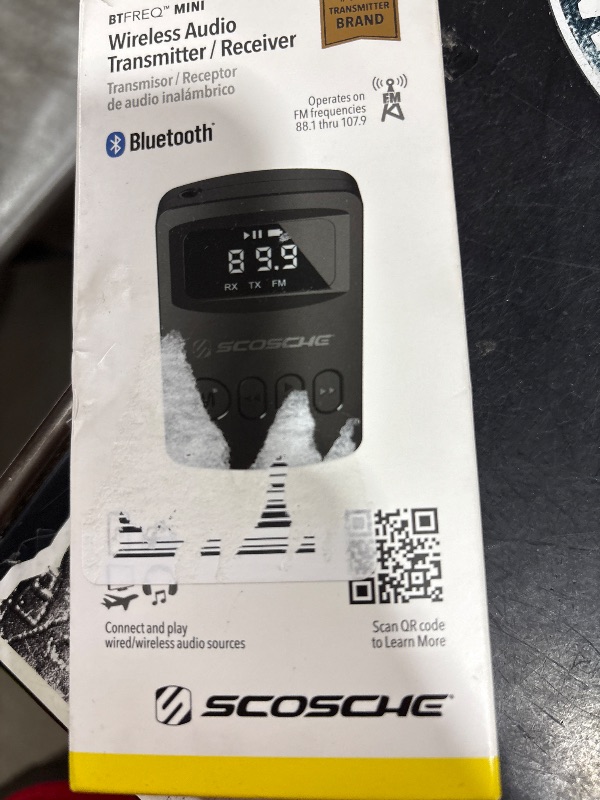 BTFREQ™ MINI
Wireless Audio
Transmitter / Receiver
Transmisor / Receptor
de audio inalámbrico
TRANSMITTER
BRAND
Bluetooth
Operates on
FM frequencies
88.1 thru 107.9
FM
89.9
RX TX FM
SCOSCHE
M
Connect and play
wired/wireless audio sources
Scan QR code
to Learn More
SCOSCHE